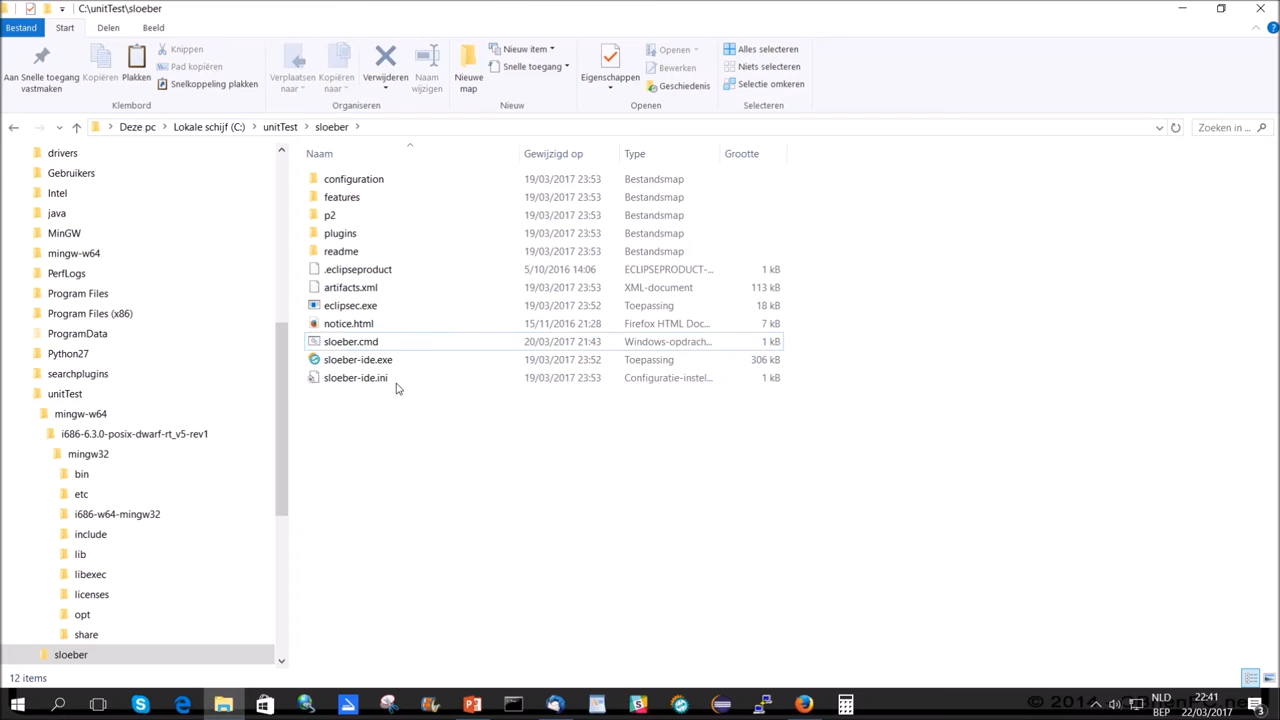 C:\unitTest\sloeber
Bestand Start Delen Beeld
Aan Snelle toegang vastmaken
Kopiëren
Plakken
Knippen
Pad kopiëren
Snelkoppeling plakken
Klembord
Verplaatsen naar
Kopiëren naar
Verwijderen
Naam wijzigen
Organiseren
Nieuwe map
Nieuw item
Snelle toegang
Nieuw
Eigenschappen
Openen
Bewerken
Geschiedenis
Openen
Alles selecteren
Niets selecteren
Selectie omkeren
Selecteren
Deze pc Lokale schijf (C:) unitTest sloeber
Zoeken in ...
drivers
Gebruikers
Intel
java
MinGW
mingw-w64
PerfLogs
Program Files
Program Files (x86)
ProgramData
Python27
searchplugins
unitTest
mingw-w64
i686-6.3.0-posix-dwarf-rt_v5-rev1
mingw32
bin
etc
i686-w64-mingw32
include
lib
libexec
licenses
opt
share
sloeber
Naam Gewijzigd op Type Grootte
configuration 19/03/2017 23:53 Bestandsmap
features 19/03/2017 23:53 Bestandsmap
p2 19/03/2017 23:53 Bestandsmap
plugins 19/03/2017 23:53 Bestandsmap
readme 19/03/2017 23:53 Bestandsmap
.eclipseproduct 5/10/2016 14:06 ECLIPSEPRODUCT-... 1 kB
artifacts.xml 19/03/2017 23:53 XML-document 113 kB
eclipsec.exe 19/03/2017 23:52 Toepassing 18 kB
notice.html 15/11/2016 21:28 Firefox HTML Doc... 7 kB
sloeber.cmd 20/03/2017 21:43 Windows-opdrach... 1 kB
sloeber-ide.exe 19/03/2017 23:52 Toepassing 306 kB
sloeber-ide.ini 19/03/2017 23:53 Configuratie-instel... 1 kB
12 items
NLD
BEP
22:41
22/03/2017
3